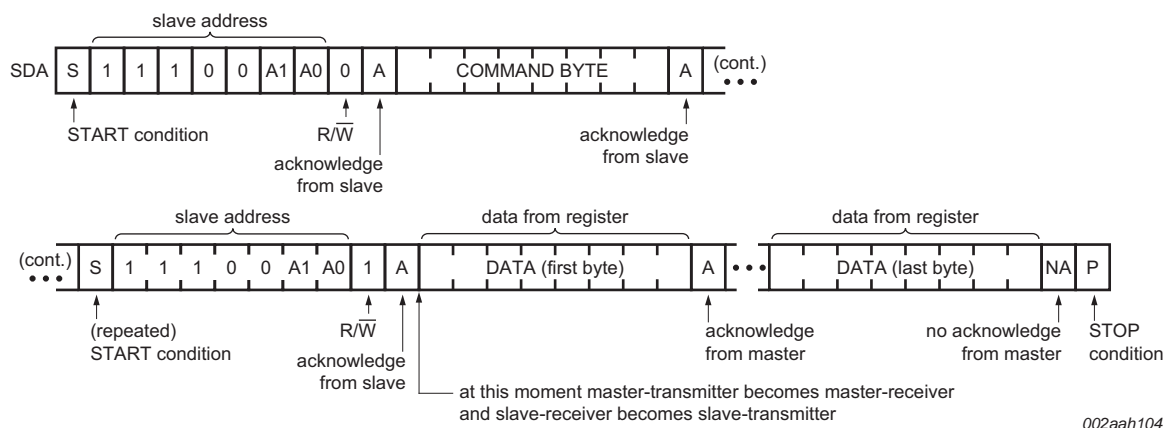 slave address
SDA S 1 1 1 0 0 A1 A0 0 A COMMAND BYTE A (cont.)
START condition R/W̅ acknowledge from slave acknowledge from slave
slave address data from register data from register
(cont.) S 1 1 1 0 0 A1 A0 1 A DATA (first byte) A DATA (last byte) NA P
(repeated) START condition R/W̅ acknowledge from slave acknowledge from master no acknowledge from master STOP condition
at this moment master-transmitter becomes master-receiver
and slave-receiver becomes slave-transmitter
002aah104